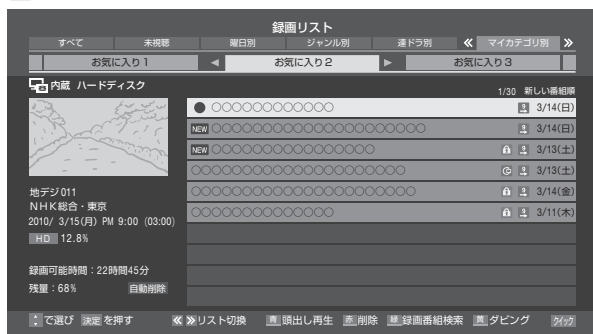 録画リスト
すべて 未視聴 曜日別 ジャンル別 連ドラ別 マイカテゴリ別
お気に入り1 お気に入り2 お気に入り3
内蔵 ハードディスク
1/30 新しい番組順
● ○○○○○○○○○○○○ 3/14(日)
NEW ○○○○○○○○○○○○○○○○○○○○○ 3/14(日)
NEW ○○○○○○○○○○○○○○○○ 3/13(土)
○○○○○○○○○○○○○○○○○○○○○ 3/13(土)
○○○○○○○○○○○○○○○○○○○○○○ 3/14(金)
○○○○○○○○○○○○○○ 3/11(木)
地デジ011
NHK総合・東京
2010/ 3/15(月) PM 9:00 (03:00)
HD 12.8%
録画可能時間:22時間45分
残量:68% 自動削除
で選び 決定 を押す リスト切換 青 頭出し再生 赤 削除 緑 録画番組検索 黄 ダビング クイック